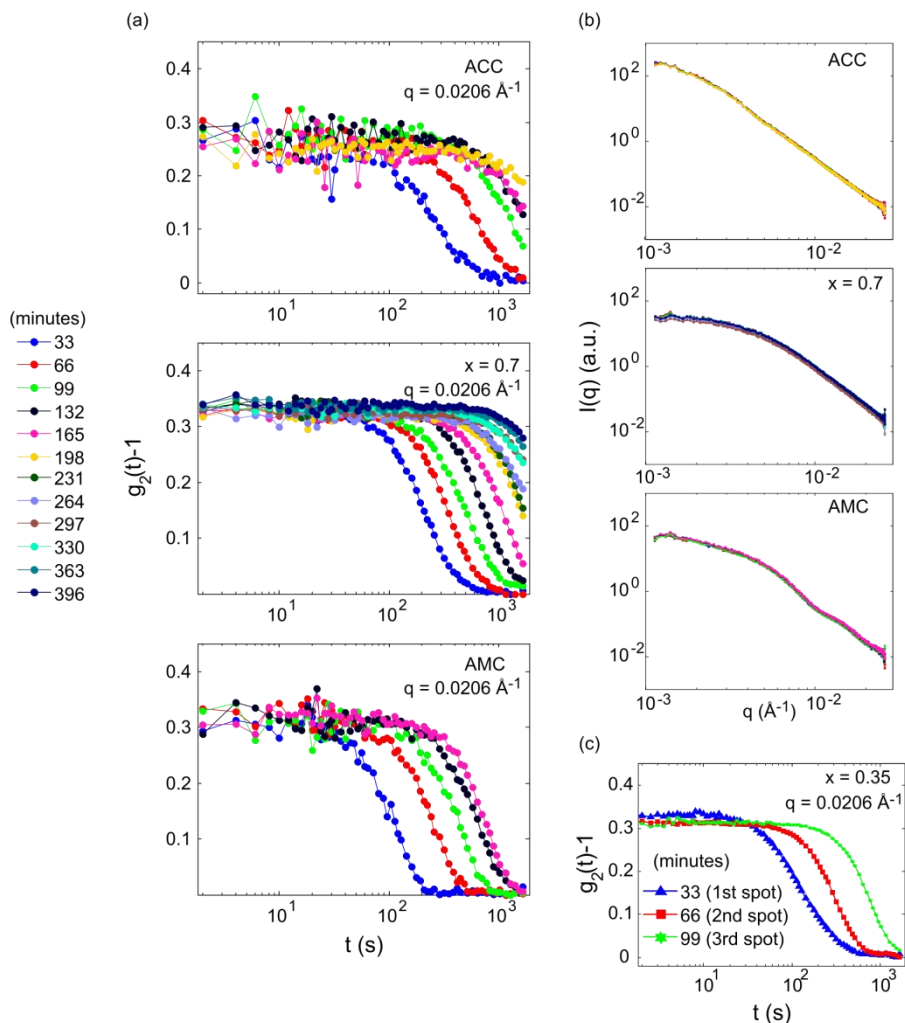 (a)
ACC
q = 0.0206 Å⁻¹
0.4
0.3
0.2
0.1
0
10¹
10²
10³
(minutes)
33
66
99
132
165
198
231
264
297
330
363
396
x = 0.7
q = 0.0206 Å⁻¹
0.4
0.3
0.2
0.1
g₂(t)-1
10¹
10²
10³
AMC
q = 0.0206 Å⁻¹
0.4
0.3
0.2
0.1
10¹
10²
10³
t (s)
(b)
ACC
10²
10⁰
10⁻²
10⁻³
10⁻²
x = 0.7
10²
10⁰
10⁻²
I(q) (a.u.)
10⁻³
10⁻²
AMC
10²
10⁰
10⁻²
10⁻³
q (Å⁻¹)
10⁻²
(c)
x = 0.35
q = 0.0206 Å⁻¹
0.4
0.3
0.2
0.1
0
g₂(t)-1
(minutes)
33 (1st spot)
66 (2nd spot)
99 (3rd spot)
10¹
10²
10³
t (s)